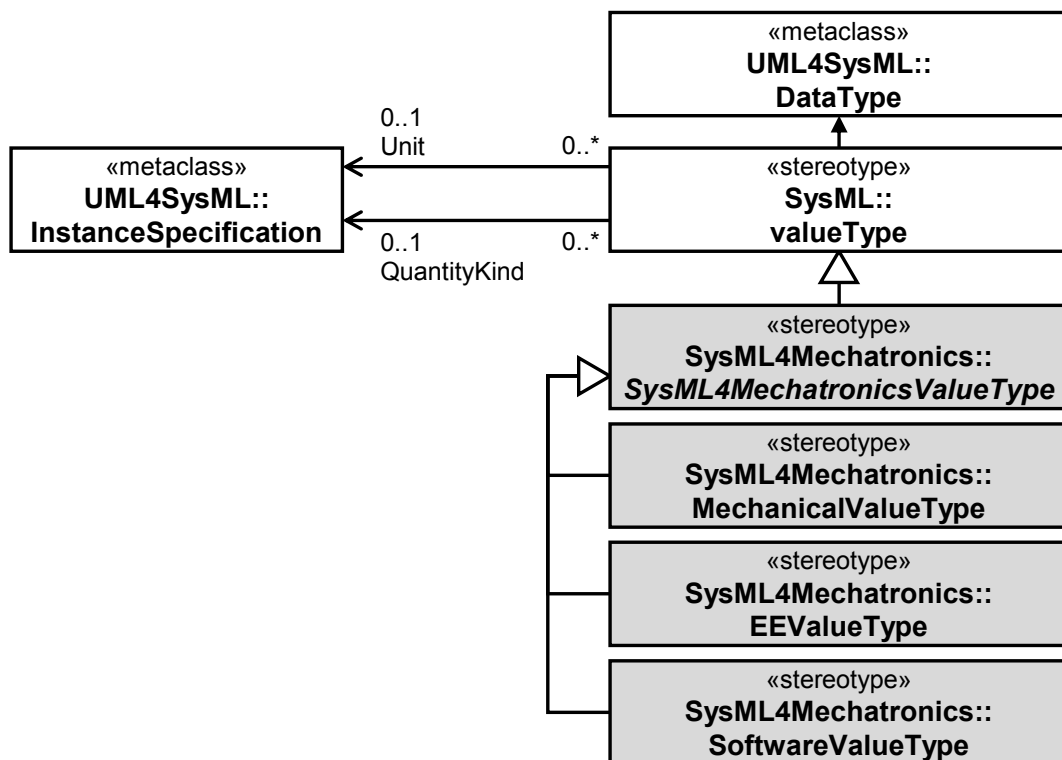 «metaclass»
UML4SysML::
DataType
0..1
Unit
0..*
«metaclass»
UML4SysML::
InstanceSpecification
«stereotype»
SysML::
valueType
0..1
QuantityKind
0..*
«stereotype»
SysML4Mechatronics::
SysML4MechatronicsValueType
«stereotype»
SysML4Mechatronics::
MechanicalValueType
«stereotype»
SysML4Mechatronics::
EEValueType
«stereotype»
SysML4Mechatronics::
SoftwareValueType